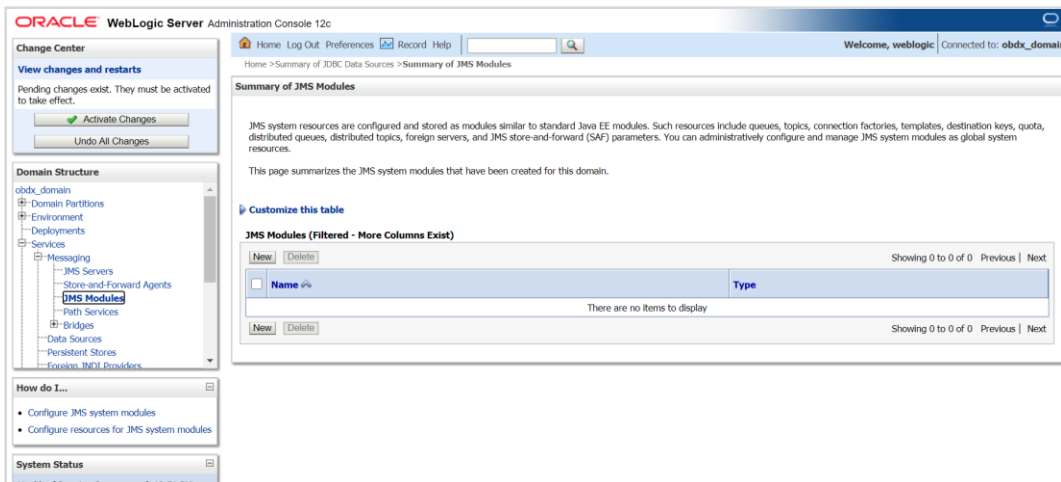 ORACLE WebLogic Server Administration Console 12c
Change Center
View changes and restarts
Pending changes exist. They must be activated
to take effect.
Activate Changes
Undo All Changes
Domain Structure
obdx_domain
Domain Partitions
Environment
Deployments
Services
Messaging
JMS Servers
Store-and-Forward Agents
JMS Modules
Path Services
Bridges
Data Sources
Persistent Stores
Foreign JNDI Providers
How do I...
Configure JMS system modules
Configure resources for JMS system modules
System Status
Home Log Out Preferences Record Help
Welcome, weblogic Connected to: obdx_domain
Home >Summary of JDBC Data Sources >Summary of JMS Modules
Summary of JMS Modules
JMS system resources are configured and stored as modules similar to standard Java EE modules. Such resources include queues, topics, connection factories, templates, destination keys, quota,
distributed queues, distributed topics, foreign servers, and JMS store-and-forward (SAF) parameters. You can administratively configure and manage JMS system modules as global system
resources.
This page summarizes the JMS system modules that have been created for this domain.
Customize this table
JMS Modules (Filtered - More Columns Exist)
New Delete Showing 0 to 0 of 0 Previous | Next
Name Type
There are no items to display
New Delete Showing 0 to 0 of 0 Previous | Next